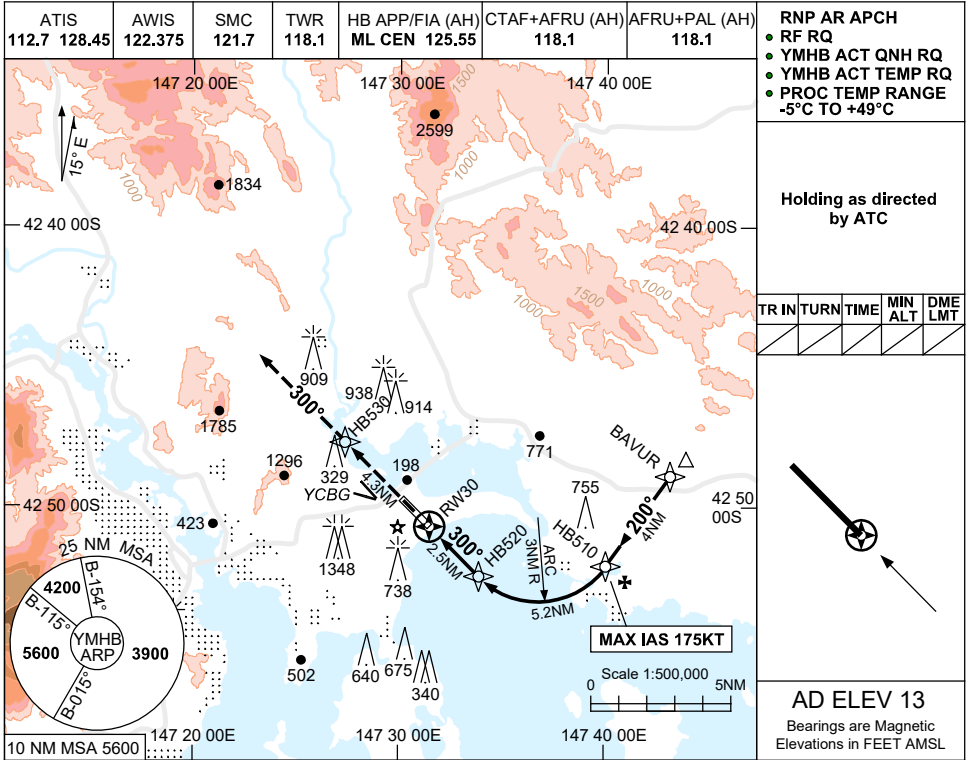 ATIS
112.7 128.45
AWIS
122.375
SMC
121.7
TWR
118.1
HB APP/FIA (AH)
ML CEN 125.55
CTAF+AFRU (AH)
118.1
AFRU+PAL (AH)
118.1
RNP AR APCH
RF RQ
YMHB ACT QNH RQ
YMHB ACT TEMP RQ
PROC TEMP RANGE
-5°C TO +49°C
Holding as directed
by ATC
TR IN
TURN
TIME
MIN
ALT
DME
LMT
147 20 00E
147 30 00E
147 40 00E
1500
2599
15° E
1000
1834
1000
42 40 00S
42 40 00S
1000
1500
1000
909
938
914
300°
HB530
1785
771
BAVUR
1296
329
198
4.3NM
YCBG
RW30
755
200°
4NM
42 50 00S
42 50
00S
423
1348
738
300°
2.5NM
HB520
ARC
3NM R
HB510
5.2NM
25 NM MSA
4200
B-154°
B-115°
YMHB
ARP
5600
3900
B-015°
MAX IAS 175KT
502
640
675
340
Scale 1:500,000
0
5NM
10 NM MSA 5600
147 20 00E
147 30 00E
147 40 00E
AD ELEV 13
Bearings are Magnetic
Elevations in FEET AMSL